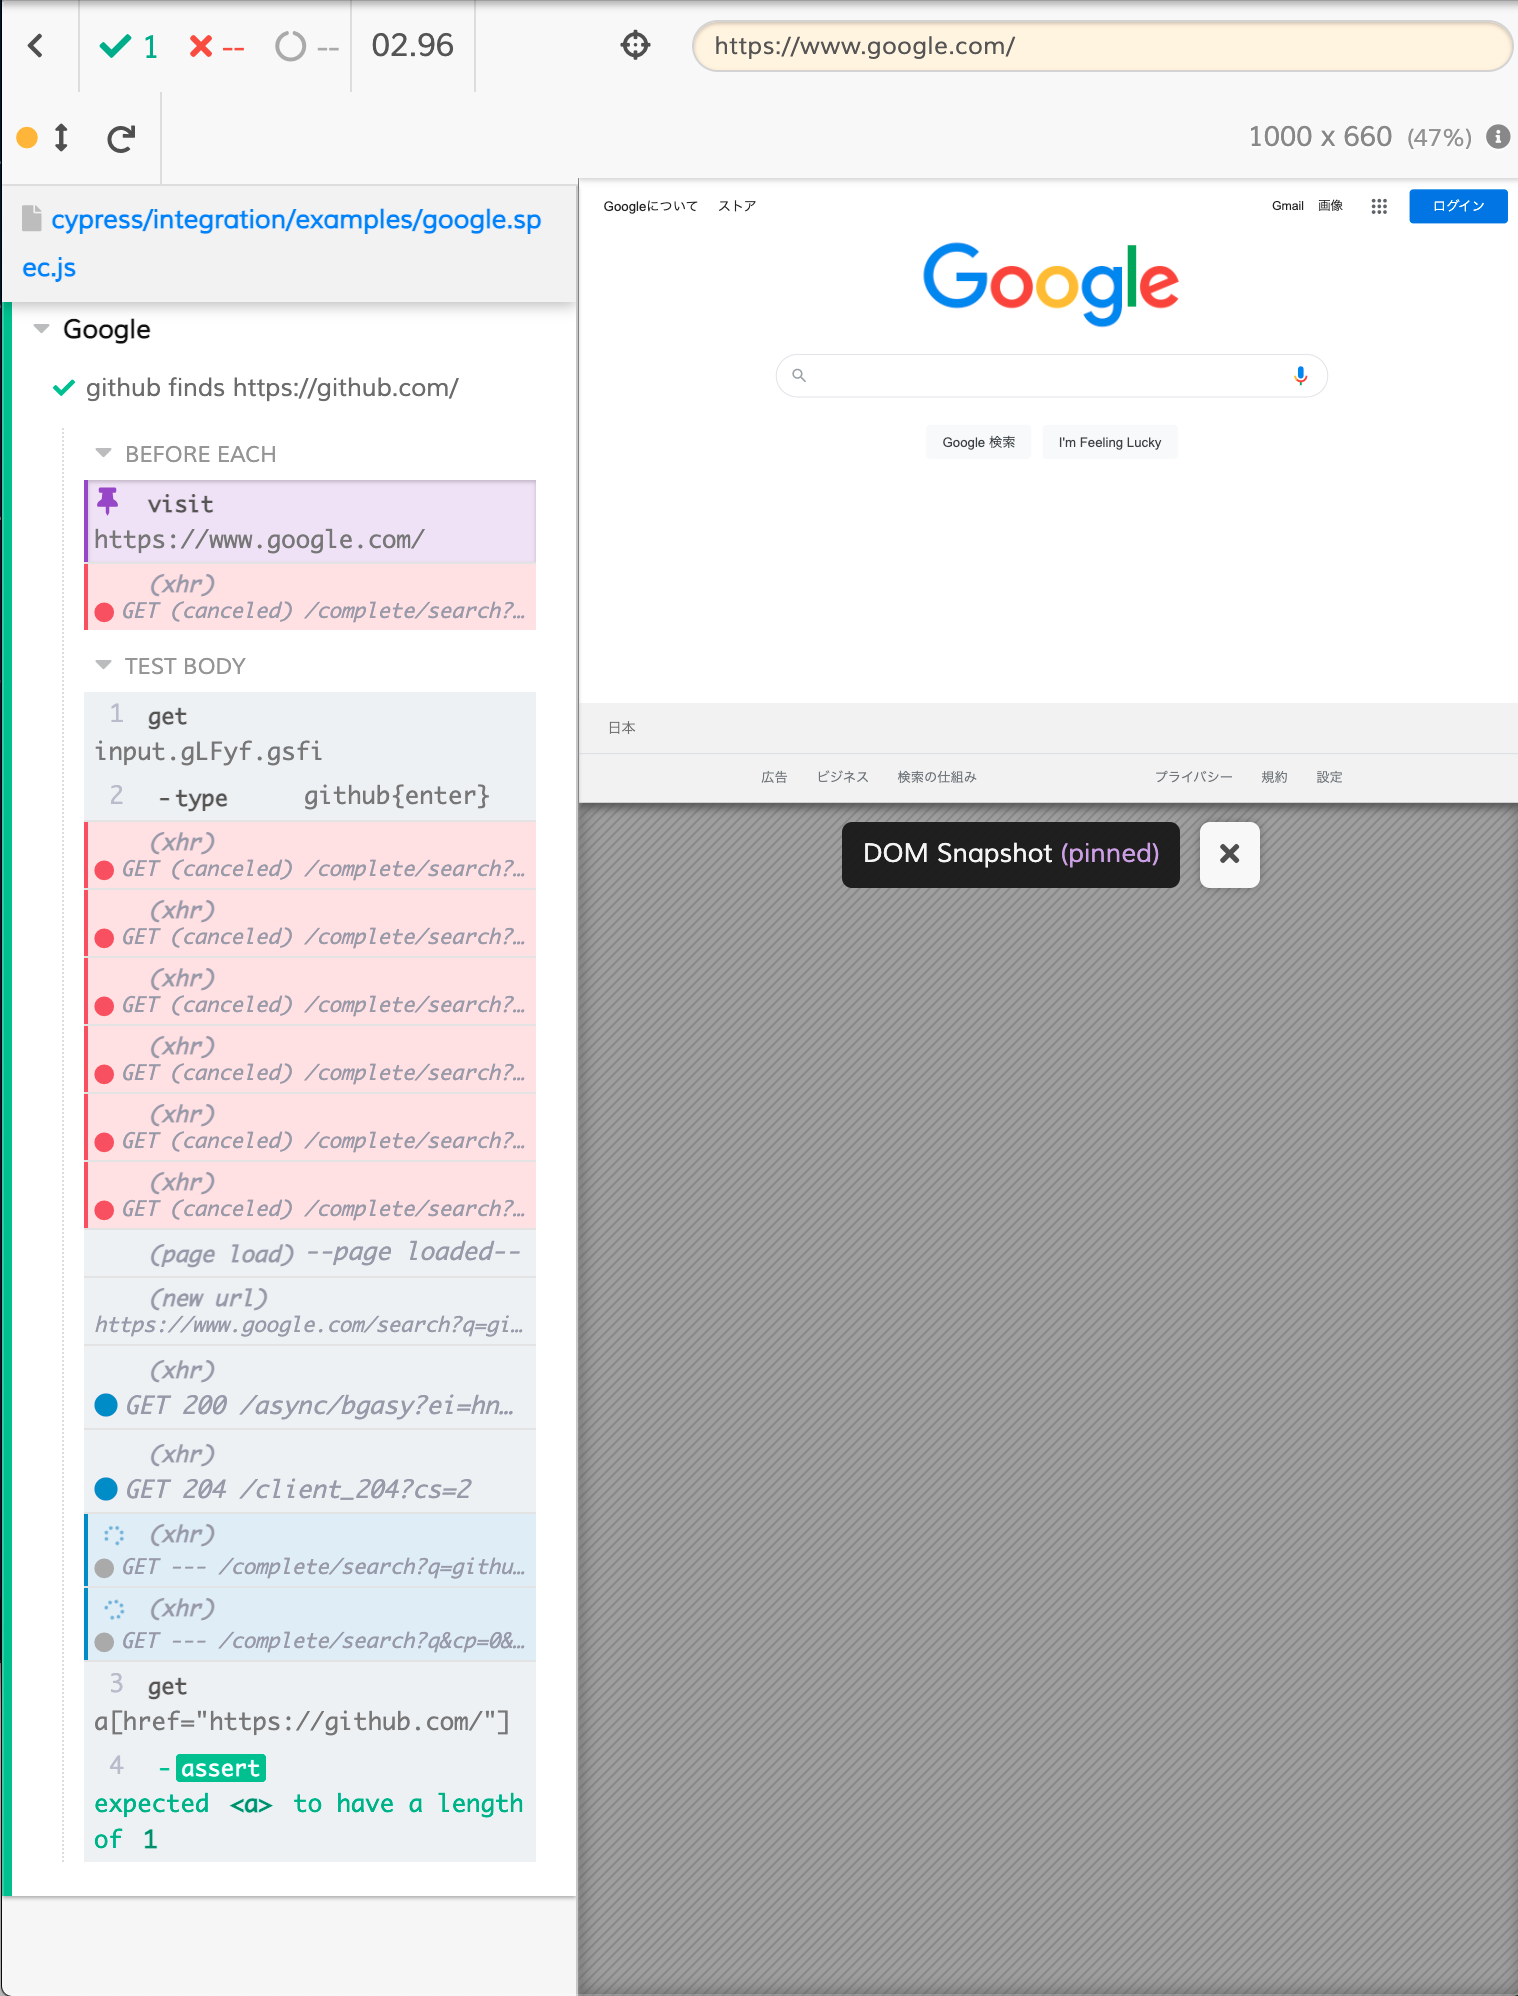 1 -- -- 02.96
https://www.google.com/
1000 x 660 (47%)
cypress/integration/examples/google.sp
ec.js
Google
github finds https://github.com/
BEFORE EACH
visit
https://www.google.com/
(xhr)
GET (canceled) /complete/search?…
TEST BODY
1 get
input.gLFyf.gsfi
2 -type github{enter}
(xhr)
GET (canceled) /complete/search?…
(xhr)
GET (canceled) /complete/search?…
(xhr)
GET (canceled) /complete/search?…
(xhr)
GET (canceled) /complete/search?…
(xhr)
GET (canceled) /complete/search?…
(xhr)
GET (canceled) /complete/search?…
(page load) --page loaded--
(new url)
https://www.google.com/search?q=gi…
(xhr)
GET 200 /async/bgasy?ei=hn…
(xhr)
GET 204 /client_204?cs=2
(xhr)
GET --- /complete/search?q=githu…
(xhr)
GET --- /complete/search?q&cp=0&…
3 get
a[href="https://github.com/"]
4 -assert
expected <a> to have a length
of 1
Googleについて ストア Gmail 画像 ログイン
Google
Google 検索 I'm Feeling Lucky
日本
広告 ビジネス 検索の仕組み プライバシー 規約 設定
DOM Snapshot (pinned)